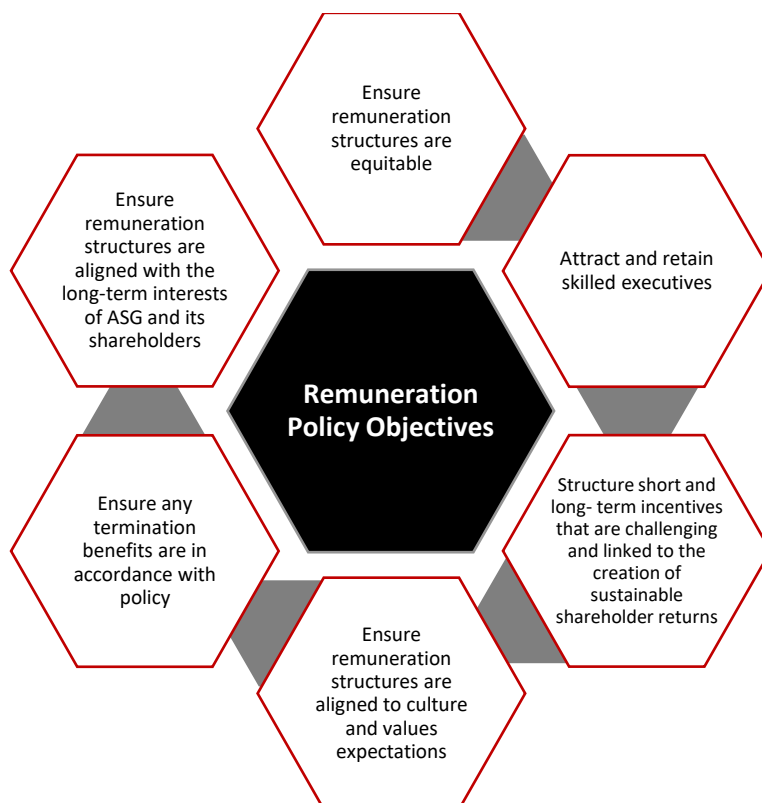 Ensure
remuneration
structures are
equitable
Attract and retain
skilled executives
Structure short and
long- term incentives
that are challenging
and linked to the
creation of
sustainable
shareholder returns
Ensure
remuneration
structures are
aligned to culture
and values
expectations
Ensure any
termination
benefits are in
accordance with
policy
Ensure
remuneration
structures are
aligned with the
long-term interests
of ASG and its
shareholders
Remuneration
Policy Objectives